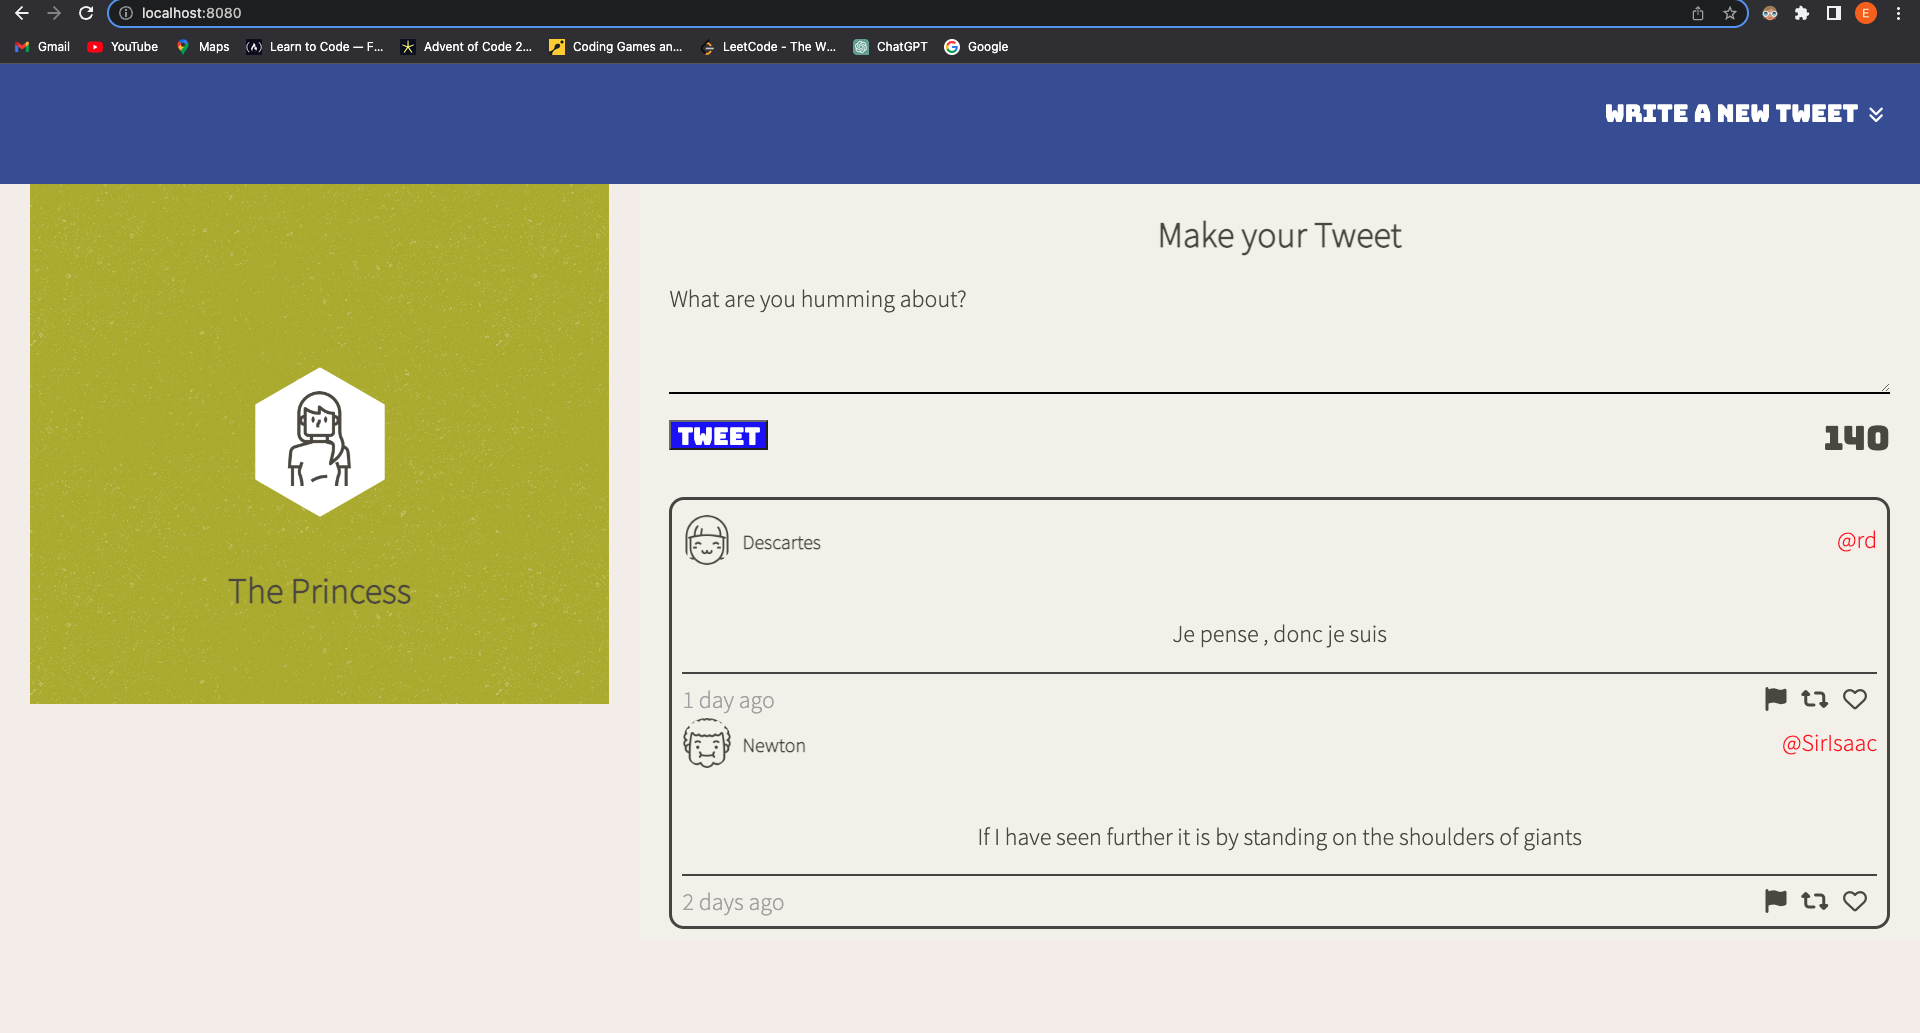 localhost:8080
Gmail YouTube Maps Learn to Code — F... Advent of Code 2... Coding Games an... LeetCode - The W... ChatGPT Google
E
WRITE A NEW TWEET
The Princess
Make your Tweet
What are you humming about?
TWEET 140
Descartes @rd
Je pense , donc je suis
1 day ago
Newton @SirIsaac
If I have seen further it is by standing on the shoulders of giants
2 days ago